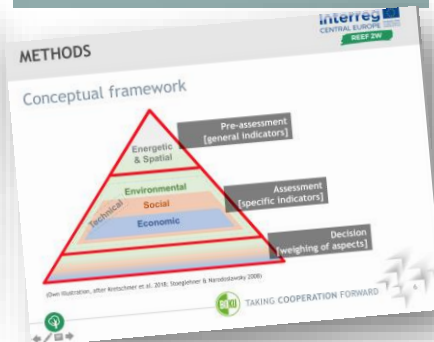 Interreg
CENTRAL EUROPE
REEF 2W
METHODS
Conceptual framework
Pre-assessment
[general indicators]
Energetic
& Spatial
Environmental
Technical
Social
Economic
Assessment
[specific indicators]
Decision
[weighing of aspects]
(Own illustration, after Kretschmer et al. 2018; Stoeglehner & Narodoslawsky 2008)
BOKU
TAKING COOPERATION FORWARD
6